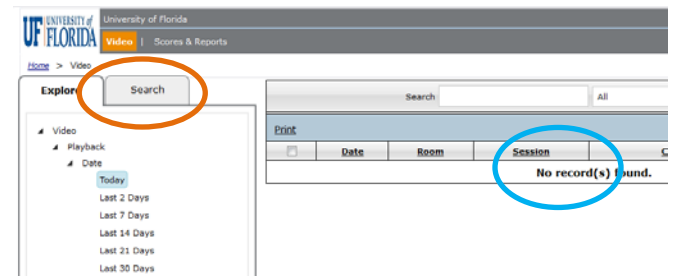 UF UNIVERSITY of FLORIDA
University of Florida
Video | Scores & Reports
Home > Video
Explore Search
Search All
Video
Print
Playback
Date Room Session C
Date
No record(s) found.
Today
Last 2 Days
Last 7 Days
Last 14 Days
Last 21 Days
Last 30 Days